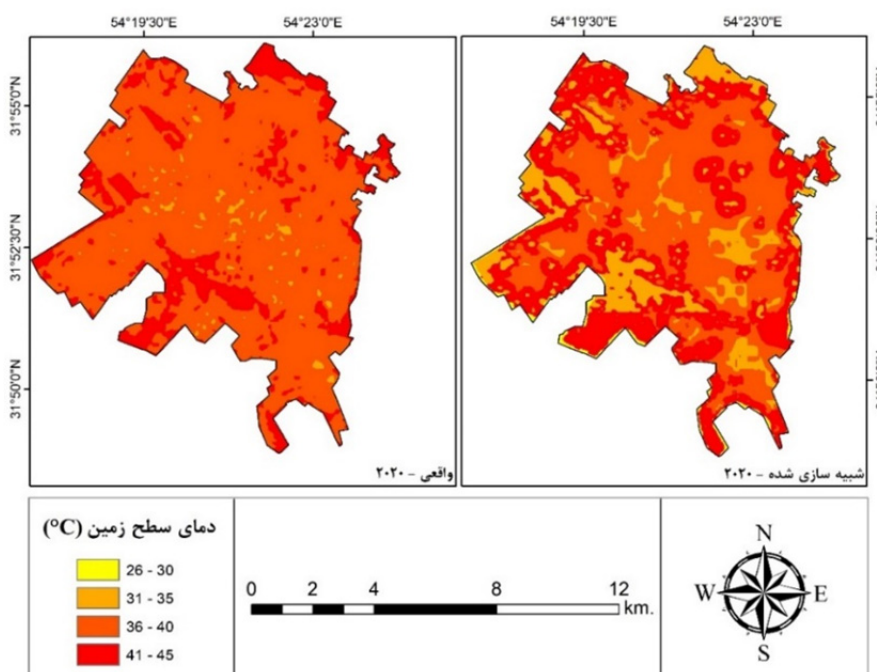 54°19'30"E
54°23'0"E
54°19'30"E
54°23'0"E
31°55'0"N
31°52'30"N
31°50'0"N
واقعی - ۲۰۲۰
شبیه سازی شده - ۲۰۲۰
دمای سطح زمین (°C)
26 - 30
31 - 35
36 - 40
41 - 45
0 2 4 8 12
km.
N
W E
S